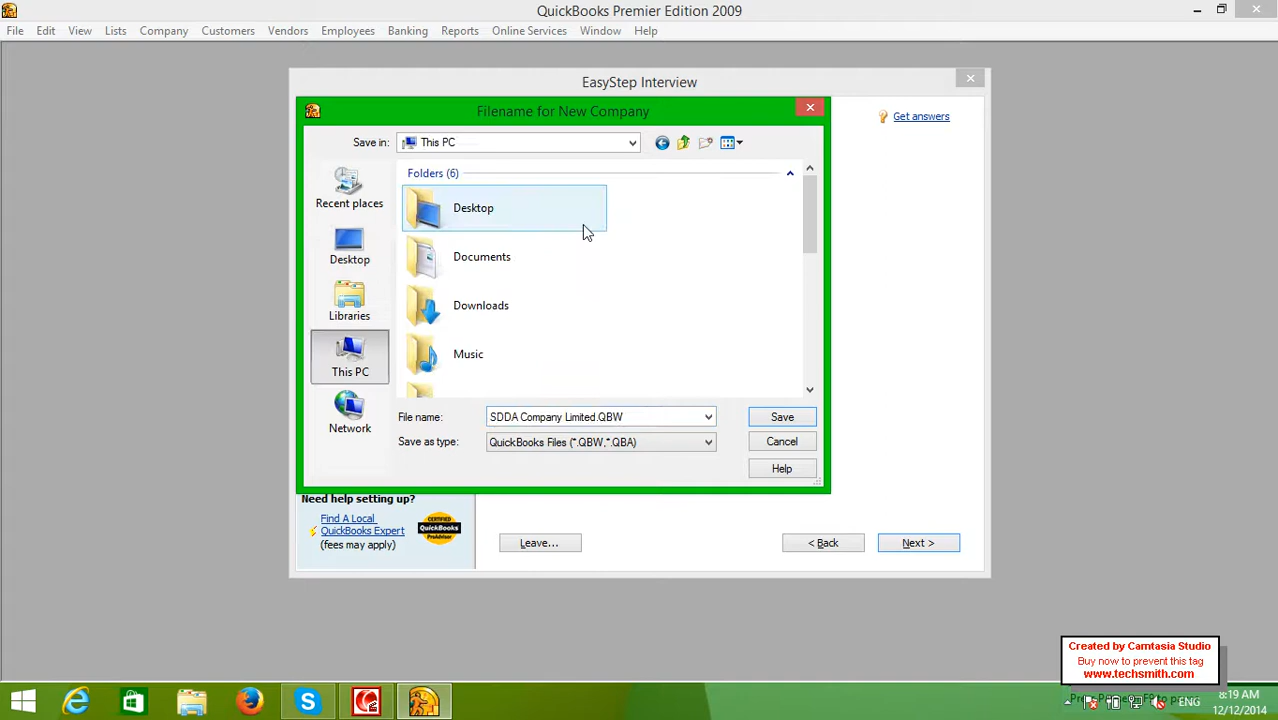 QuickBooks Premier Edition 2009
File Edit View Lists Company Customers Vendors Employees Banking Reports Online Services Window Help
EasyStep Interview
Filename for New Company
Get answers
Save in: This PC
Folders (6)
Recent places
Desktop
Libraries
This PC
Network
Desktop
Documents
Downloads
Music
File name: SDDA Company Limited.QBW Save
Save as type: QuickBooks Files (*.QBW,*.QBA) Cancel
Help
Need help setting up?
Find A Local
QuickBooks Expert
(fees may apply)
CERTIFIED
QuickBooks
ProAdvisor
Leave... < Back Next >
Created by Camtasia Studio
Buy now to prevent this tag
www.techsmith.com
ENG
8:19 AM
12/12/2014